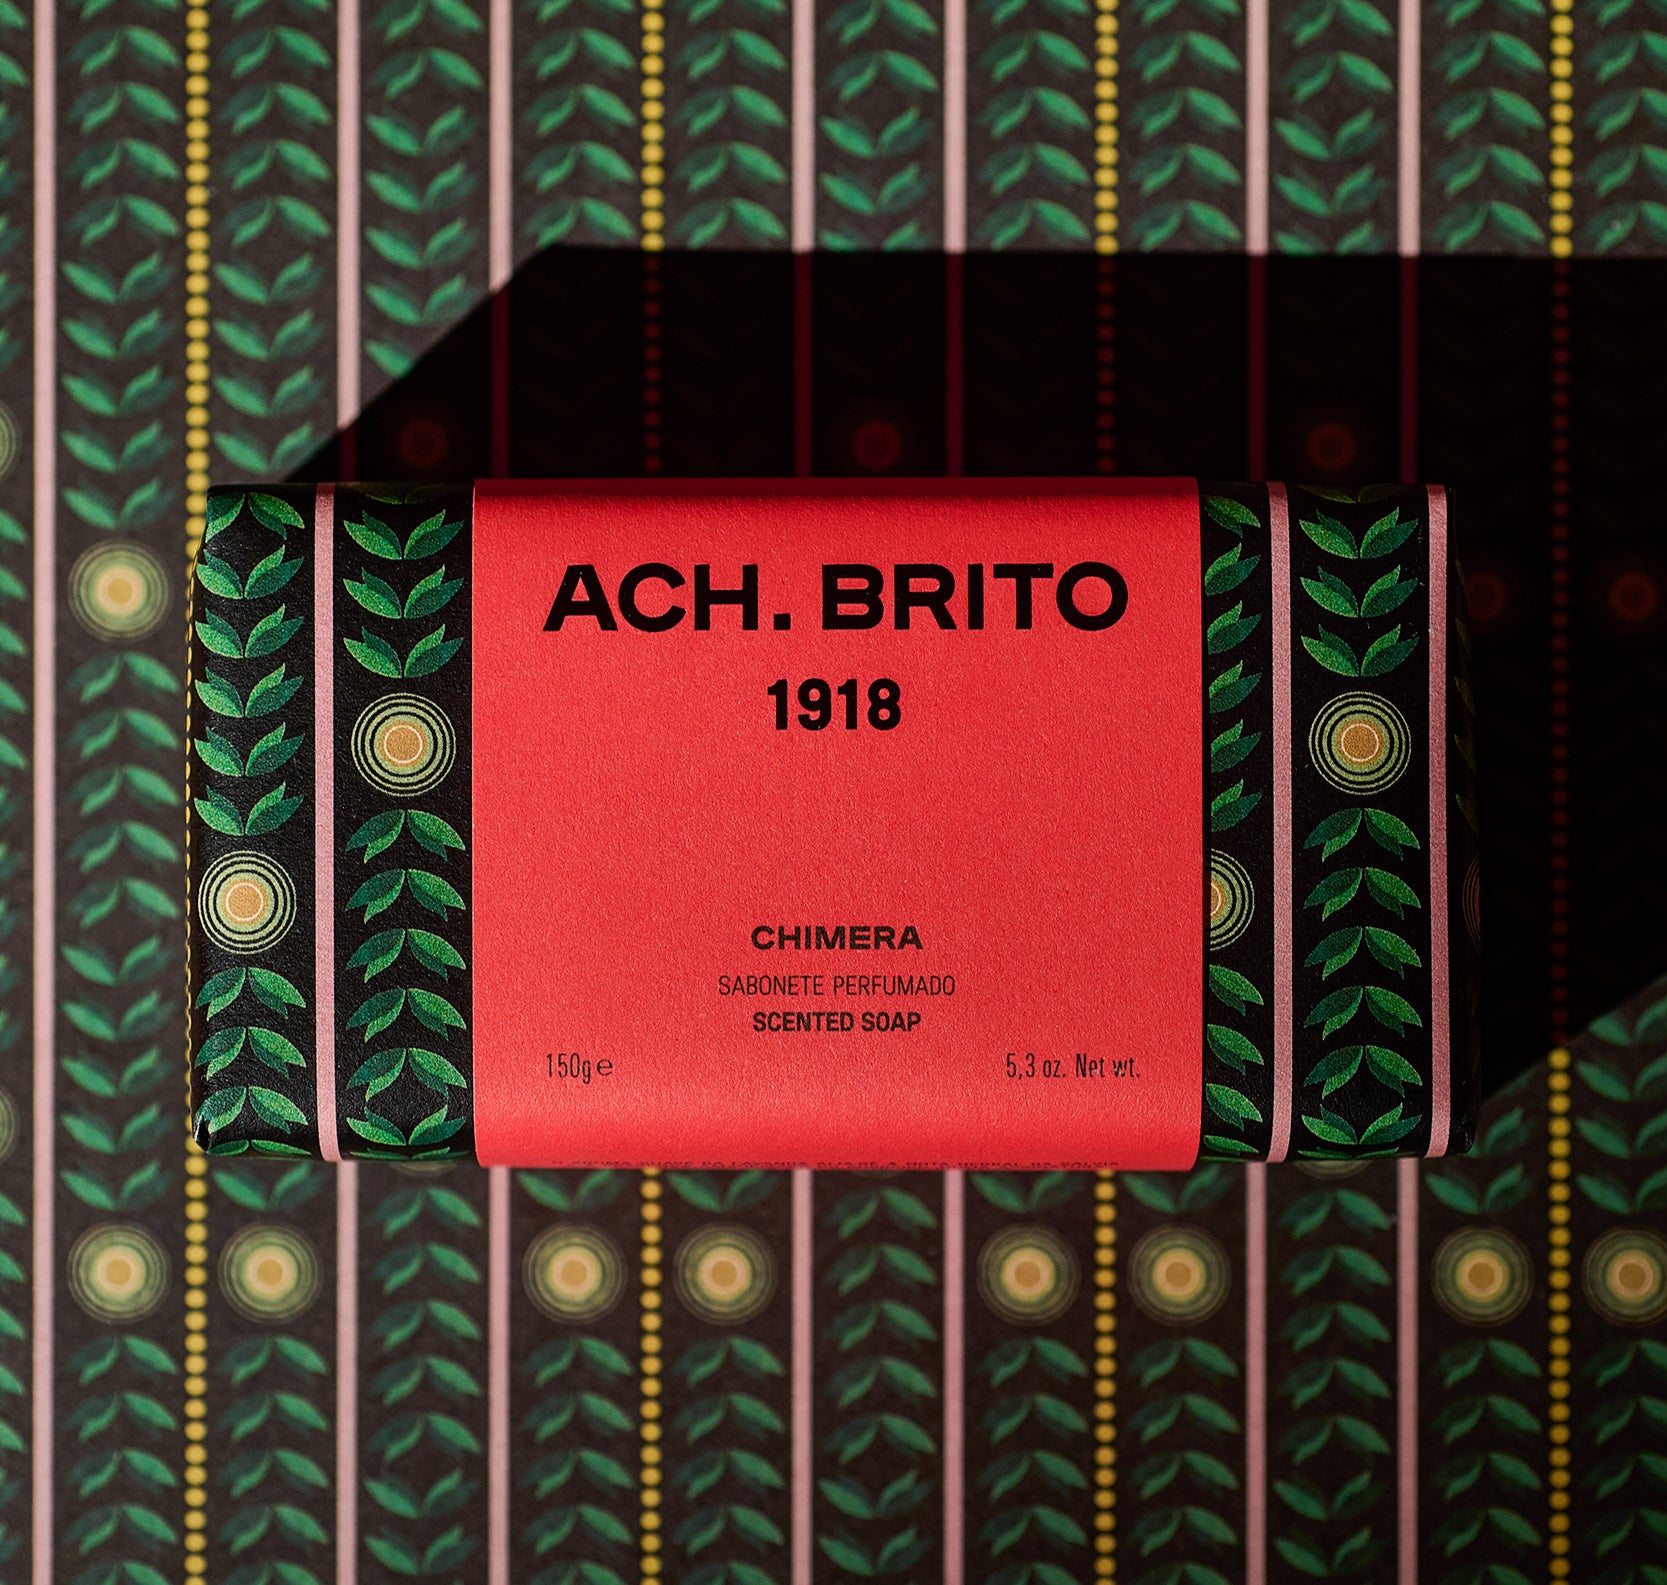 ACH. BRITO
1918
CHIMERA
SABONETE PERFUMADO
SCENTED SOAP
150g ℮
5,3 oz. Net wt.